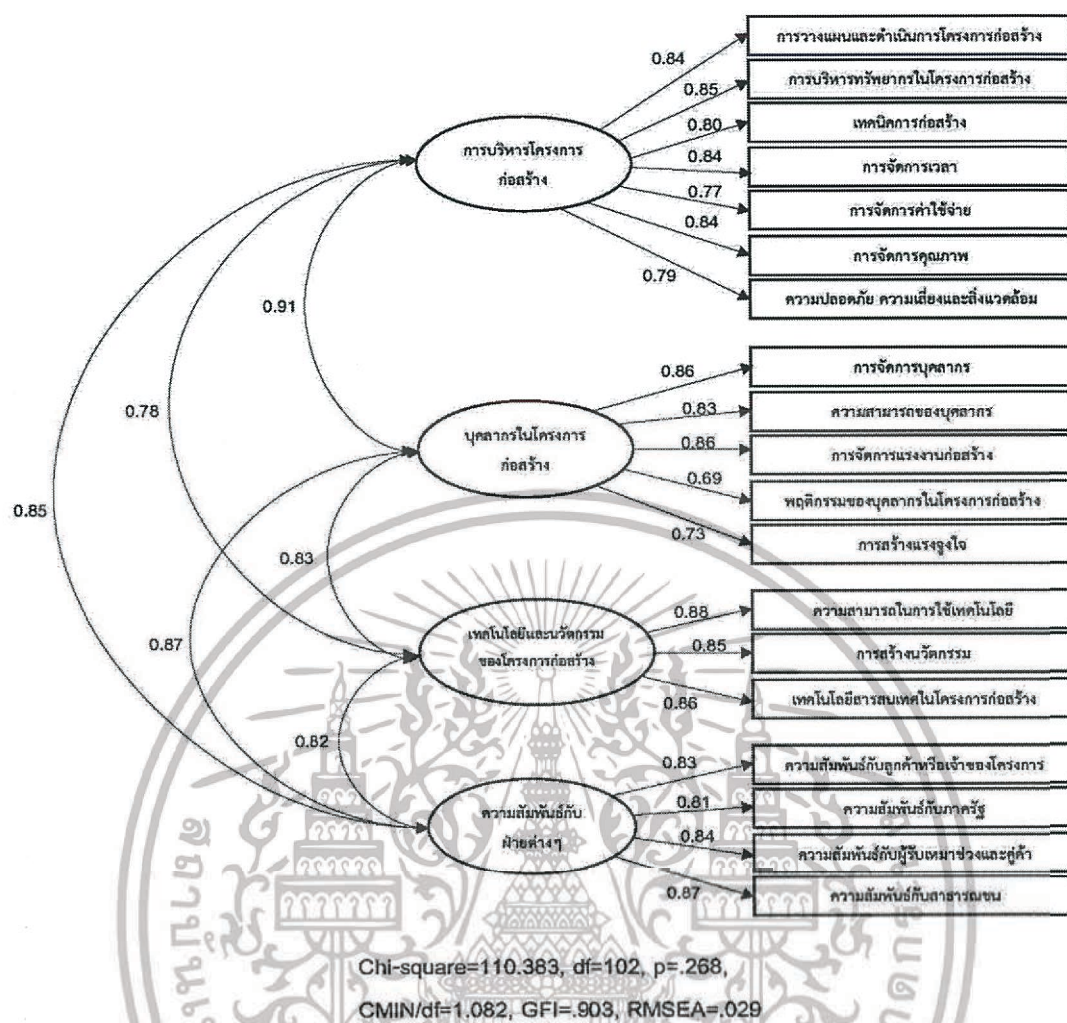 การวางแผนและดำเนินการโครงการก่อสร้าง
0.84
การบริหารทรัพยากรในโครงการก่อสร้าง
0.85
เทคนิคการก่อสร้าง
0.80
การบริหารโครงการ
ก่อสร้าง
0.84
การจัดการเวลา
0.77
การจัดการค่าใช้จ่าย
0.84
การจัดการคุณภาพ
0.79
ความปลอดภัย ความเสี่ยงและสิ่งแวดล้อม
0.91
0.86
การจัดการบุคลากร
0.78
0.83
ความสามารถของบุคลากร
บุคลากรในโครงการ
ก่อสร้าง
0.86
การจัดการแรงงานก่อสร้าง
0.69
พฤติกรรมของบุคลากรในโครงการก่อสร้าง
0.85
0.73
การสร้างแรงจูงใจ
0.83
0.88
ความสามารถในการใช้เทคโนโลยี
0.87
เทคโนโลยีและนวัตกรรม
ของโครงการก่อสร้าง
0.85
การสร้างนวัตกรรม
0.86
เทคโนโลยีสารสนเทศในโครงการก่อสร้าง
0.82
0.83
ความสัมพันธ์กับลูกค้าหรือเจ้าของโครงการ
0.81
ความสัมพันธ์กับภาครัฐ
ความสัมพันธ์กับ
ฝ่ายต่างๆ
0.84
ความสัมพันธ์กับผู้รับเหมาช่วงและคู่ค้า
0.87
ความสัมพันธ์กับสาธารณชน
Chi-square=110.383, df=102, p=.268,
CMIN/df=1.082, GFI=.903, RMSEA=.029